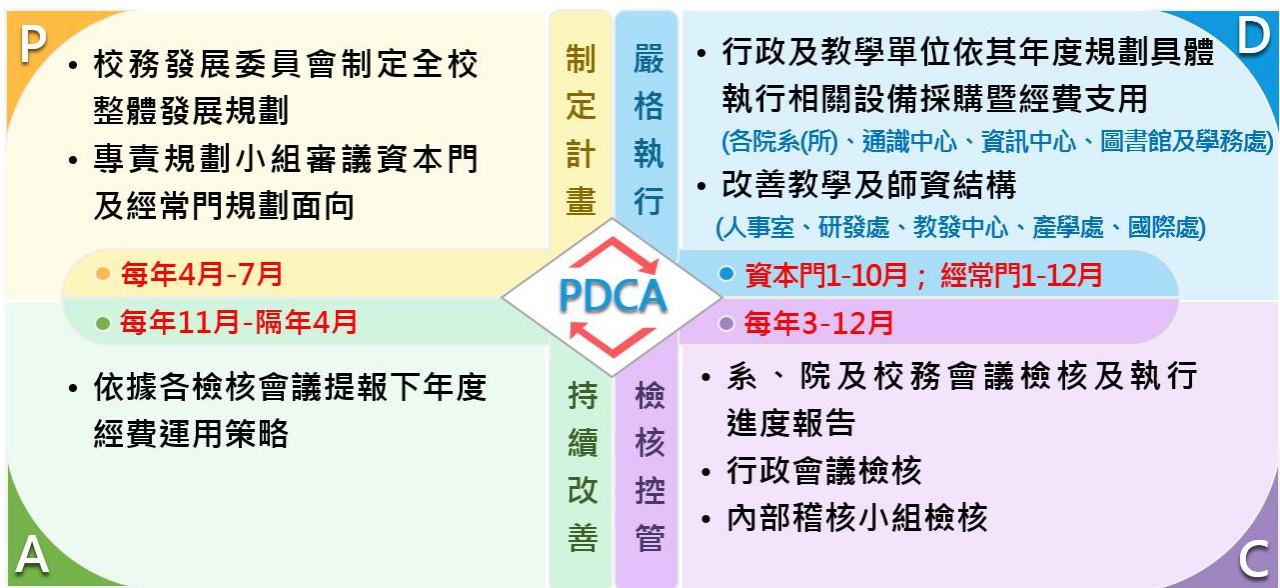 P
• 校務發展委員會制定全校
整體發展規劃
• 專責規劃小組審議資本門
及經常門規劃面向
• 每年4月-7月
制定計畫
嚴格執行
D
• 行政及教學單位依其年度規劃具體
執行相關設備採購暨經費支用
(各院系(所)、通識中心、資訊中心、圖書館及學務處)
• 改善教學及師資結構
(人事室、研發處、教發中心、產學處、國際處)
• 資本門1-10月； 經常門1-12月
PDCA
• 每年11月-隔年4月
• 依據各檢核會議提報下年度
經費運用策略
A
持續改善
檢核控管
• 每年3-12月
• 系、院及校務會議檢核及執行
進度報告
• 行政會議檢核
• 內部稽核小組檢核
C